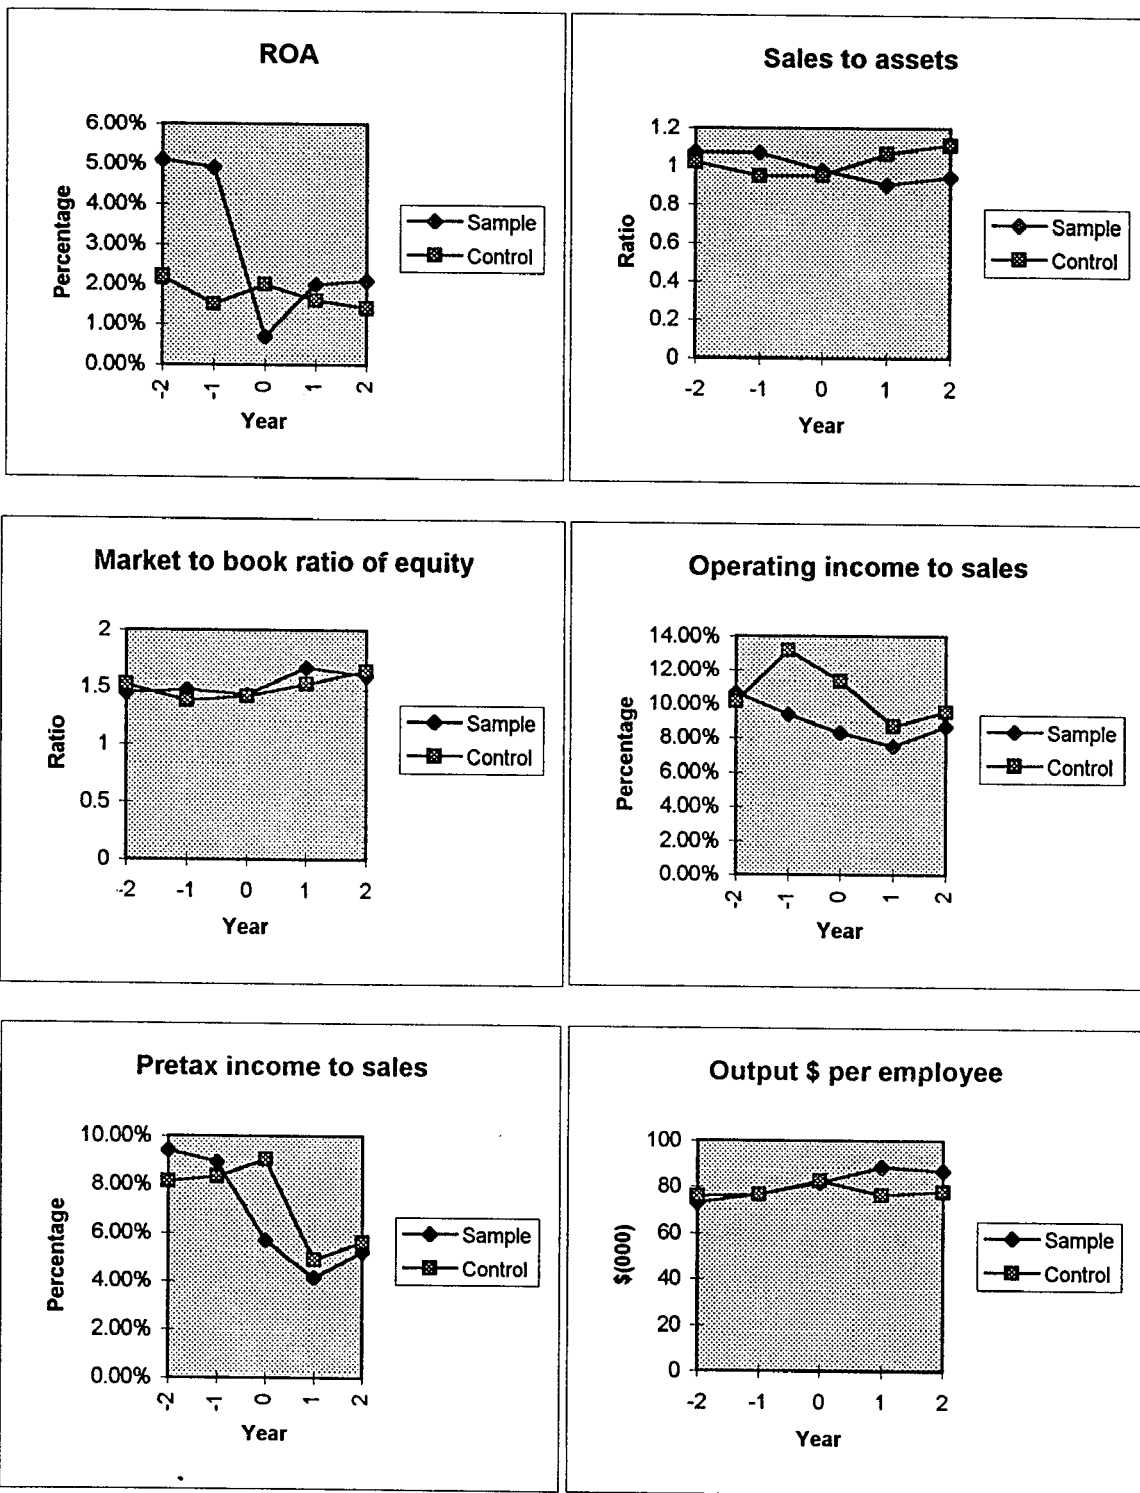 ROA
6.00%
5.00%
4.00%
3.00%
2.00%
1.00%
0.00%
Percentage
-2 -1 0 1 2
Year
Sample
Control
Sales to assets
1.2
1
0.8
0.6
0.4
0.2
0
Ratio
-2 -1 0 1 2
Year
Sample
Control
Market to book ratio of equity
2
1.5
1
0.5
0
Ratio
-2 -1 0 1 2
Year
Sample
Control
Operating income to sales
14.00%
12.00%
10.00%
8.00%
6.00%
4.00%
2.00%
0.00%
Percentage
-2 -1 0 1 2
Year
Sample
Control
Pretax income to sales
10.00%
8.00%
6.00%
4.00%
2.00%
0.00%
Percentage
-2 -1 0 1 2
Year
Sample
Control
Output $ per employee
100
80
60
40
20
0
$(000)
-2 -1 0 1 2
Year
Sample
Control